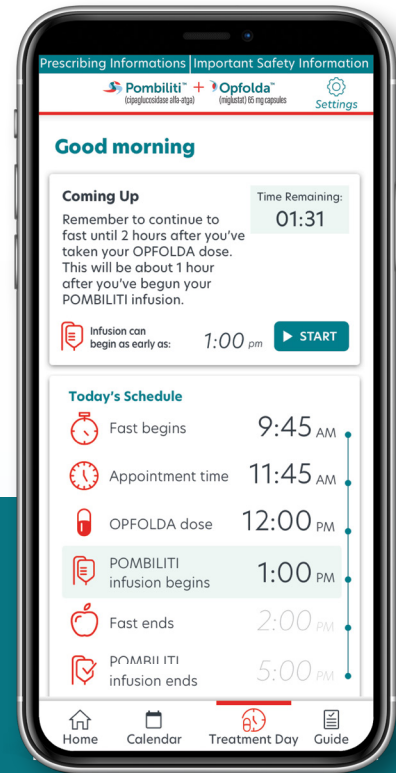 Prescribing Informations | Important Safety Information
Pombiliti™ + Opfolda™
(cipaglucosidase alfa-atga) (miglustat) 65 mg capsules
Settings
Good morning
Coming Up
Remember to continue to
fast until 2 hours after you've
taken your OPFOLDA dose.
This will be about 1 hour
after you've begun your
POMBILITI infusion.
Time Remaining:
01:31
Infusion can
begin as early as:
1:00 pm
START
Today's Schedule
Fast begins 9:45 AM
Appointment time 11:45 AM
OPFOLDA dose 12:00 PM
POMBILITI
infusion begins 1:00 PM
Fast ends 2:00 PM
POMBILITI
infusion ends 5:00 PM
Home Calendar Treatment Day Guide